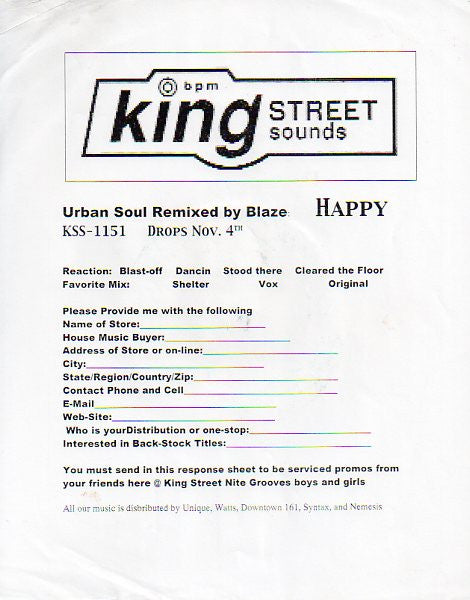 bpm
king STREET
sounds
Urban Soul Remixed by Blaze: HAPPY
KSS-1151 DROPS NOV. 4TH
Reaction: Blast-off Dancin Stood there Cleared the Floor
Favorite Mix: Shelter Vox Original
Please Provide me with the following
Name of Store:
House Music Buyer:
Address of Store or on-line:
City:
State/Region/Country/Zip:
Contact Phone and Cell
E-Mail
Web-Site:
Who is yourDistribution or one-stop:
Interested in Back-Stock Titles:
You must send in this response sheet to be serviced promos from
your friends here @ King Street Nite Grooves boys and girls
All our music is disbributed by Unique, Watts, Downtown 161, Syntax, and Nemesis